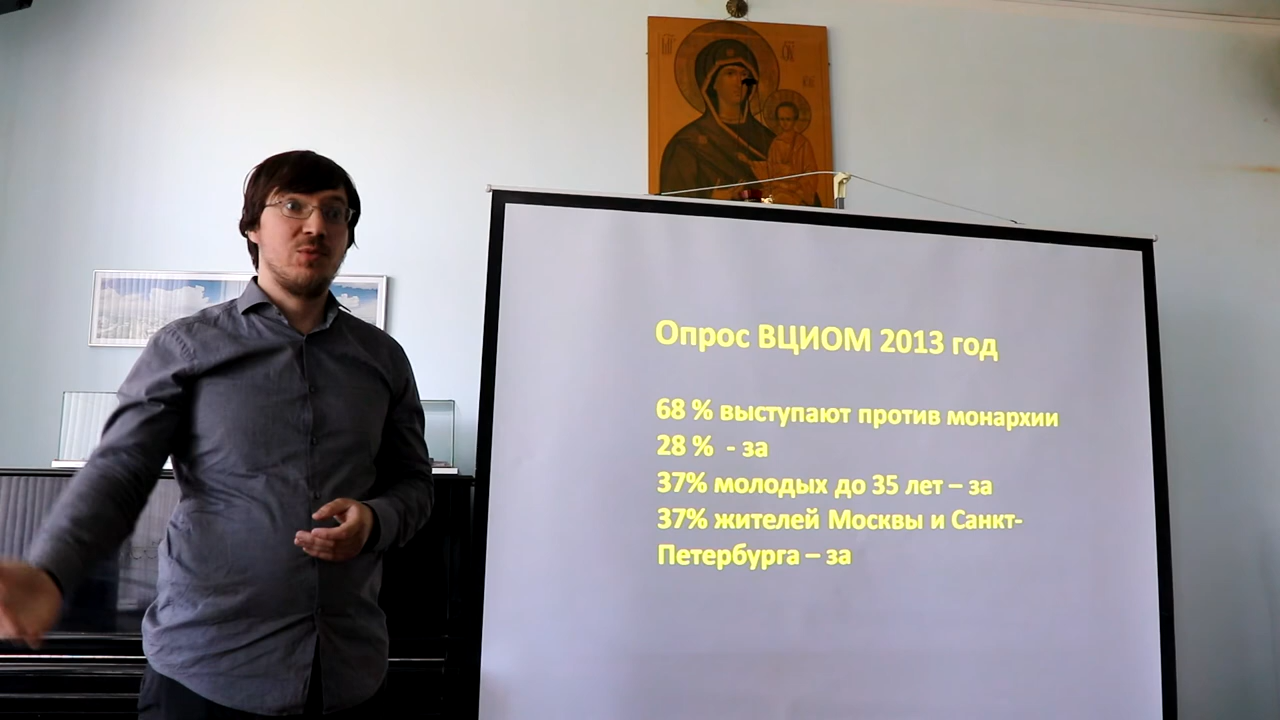 Опрос ВЦИОМ 2013 год
68 % выступают против монархии
28 %  - за
37% молодых до 35 лет – за
37% жителей Москвы и Санкт-
Петербурга – за